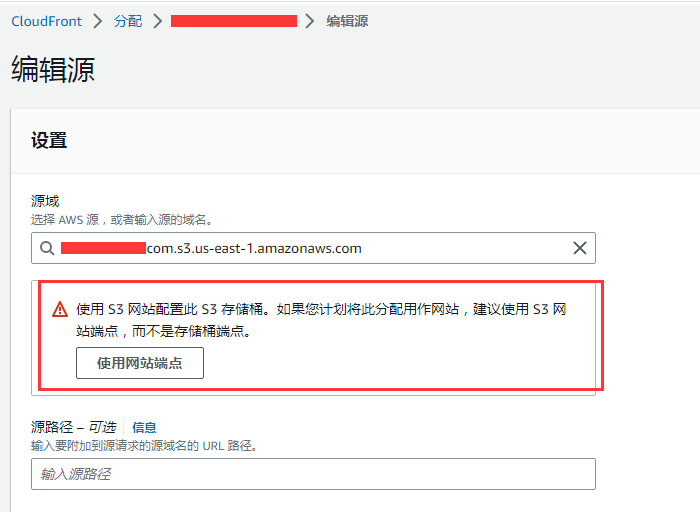 CloudFront > 分配 > > 编辑源
编辑源
设置
源域
选择 AWS 源，或者输入源的域名。
com.s3.us-east-1.amazonaws.com
使用 S3 网站配置此 S3 存储桶。如果您计划将此分配用作网站，建议使用 S3 网
站端点，而不是存储桶端点。
使用网站端点
源路径 – 可选 信息
输入要附加到源请求的源域名的 URL 路径。
输入源路径